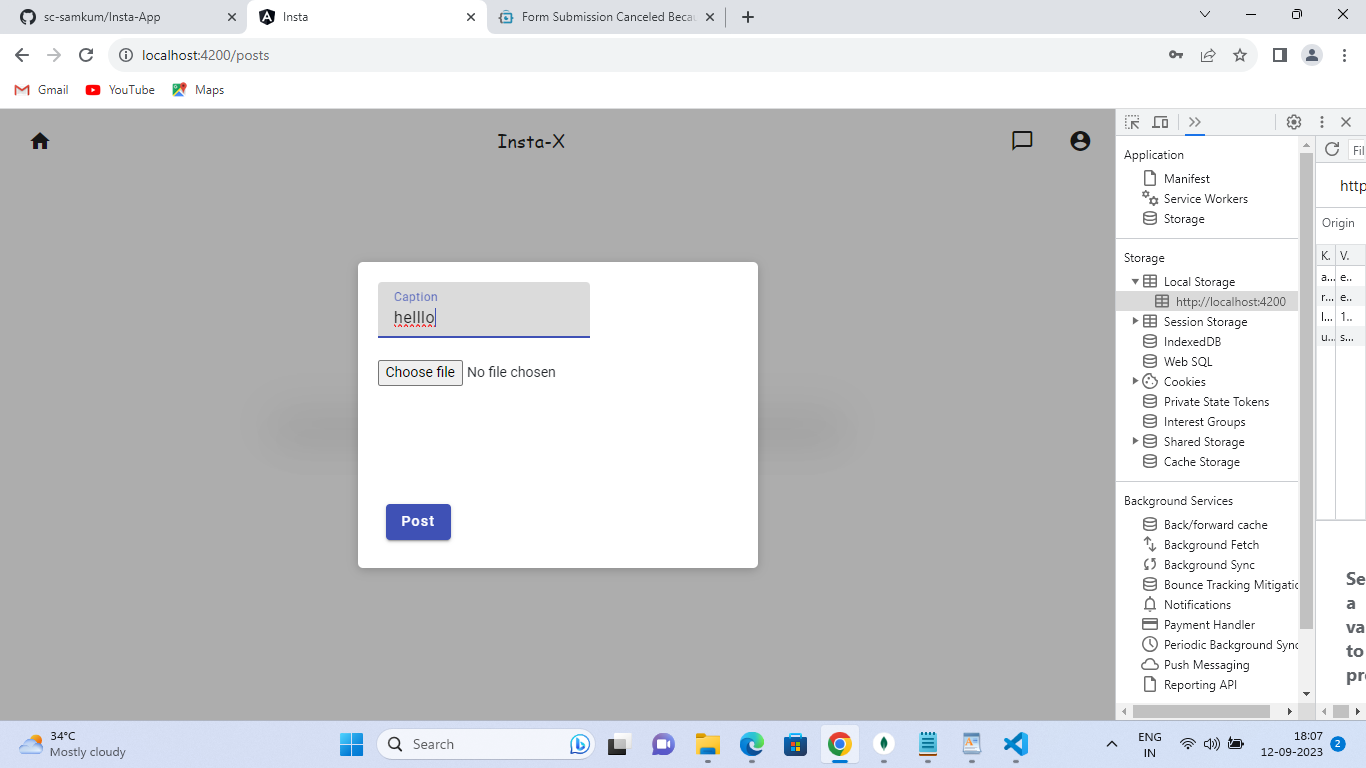 sc-samkum/Insta-App
Insta
Form Submission Canceled Becau
localhost:4200/posts
Gmail
YouTube
Maps
Insta-X
Caption
helllo
Choose file No file chosen
Post
Application
Manifest
Service Workers
Storage
Storage
Local Storage
http://localhost:4200
Session Storage
IndexedDB
Web SQL
Cookies
Private State Tokens
Interest Groups
Shared Storage
Cache Storage
Background Services
Back/forward cache
Background Fetch
Background Sync
Bounce Tracking Mitigatic
Notifications
Payment Handler
Periodic Background Sync
Push Messaging
Reporting API
Fil
http
Origin
K. V.
a... e..
r... e..
l... 1..
u... s...
Se
a
va
to
pre
34°C
Mostly cloudy
Search
ENG
IN
18:07
12-09-2023
2